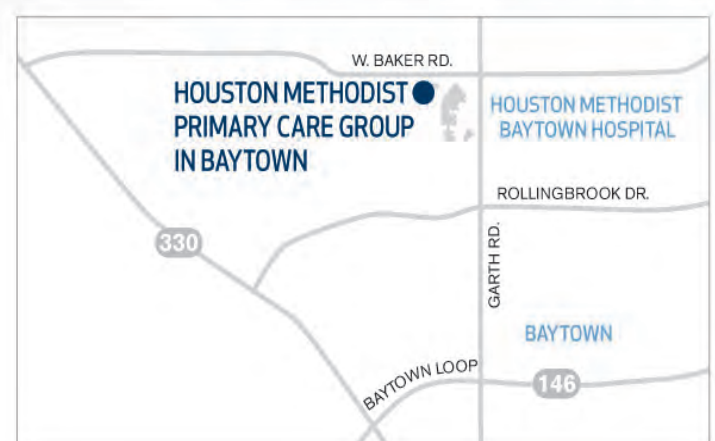 W. BAKER RD.
HOUSTON METHODIST
PRIMARY CARE GROUP
IN BAYTOWN
HOUSTON METHODIST
BAYTOWN HOSPITAL
ROLLINGBROOK DR.
330
GARTH RD.
BAYTOWN
BAYTOWN LOOP
146